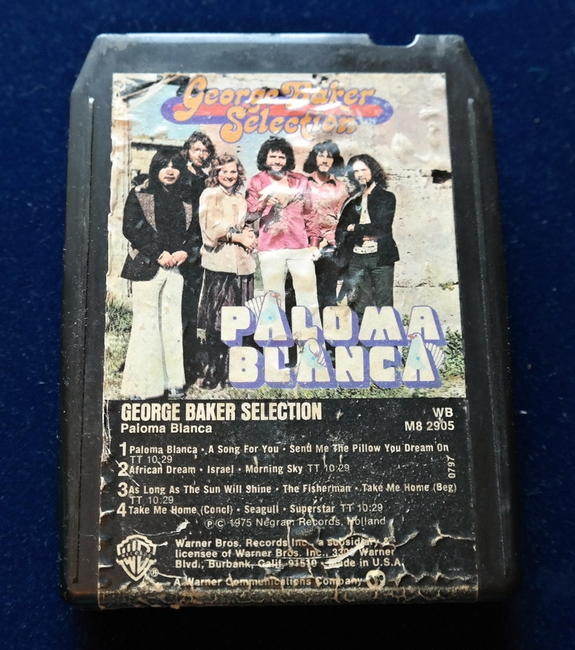 George Baker
Selection
PALOMA
BLANCA
GEORGE BAKER SELECTION WB
Paloma Blanca M8 2905
1 Paloma Blanca • A Song For You • Send Me The Pillow You Dream On
TT 10:29
2 African Dream • Israel • Morning Sky TT 10:29
0797
3 As Long As The Sun Will Shine • The Fisherman • Take Me Home (Beg)
TT 10:29
4 Take Me Home (Concl) • Seagull • Superstar TT 10:29
℗© 1975 Negram Records, Holland
Warner Bros. Records Inc., a subsidiary &
licensee of Warner Bros. Inc., Warner
Blvd., Burbank, Calif. 91510 • Made in U.S.A.
A Warner Communications Company